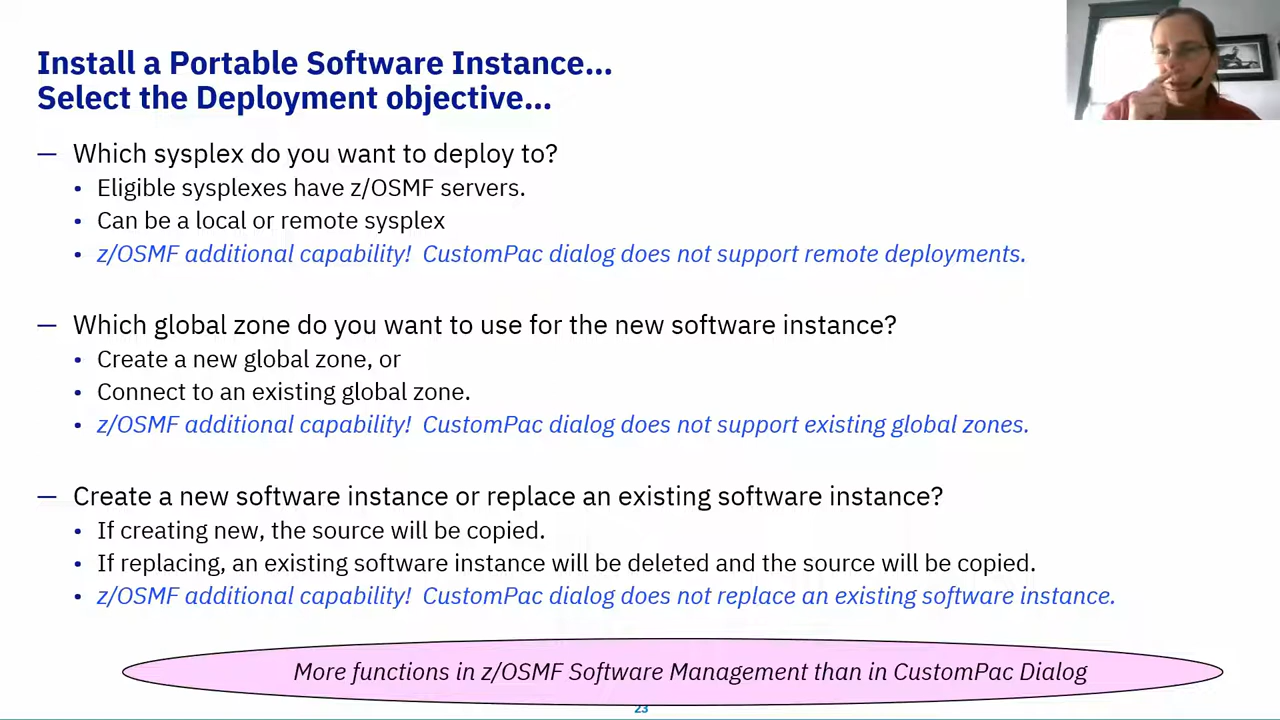 Install a Portable Software Instance…
Select the Deployment objective…
— Which sysplex do you want to deploy to?
• Eligible sysplexes have z/OSMF servers.
• Can be a local or remote sysplex
• z/OSMF additional capability!  CustomPac dialog does not support remote deployments.
— Which global zone do you want to use for the new software instance?
• Create a new global zone, or
• Connect to an existing global zone.
• z/OSMF additional capability!  CustomPac dialog does not support existing global zones.
— Create a new software instance or replace an existing software instance?
• If creating new, the source will be copied.
• If replacing, an existing software instance will be deleted and the source will be copied.
• z/OSMF additional capability!  CustomPac dialog does not replace an existing software instance.
More functions in z/OSMF Software Management than in CustomPac Dialog
23